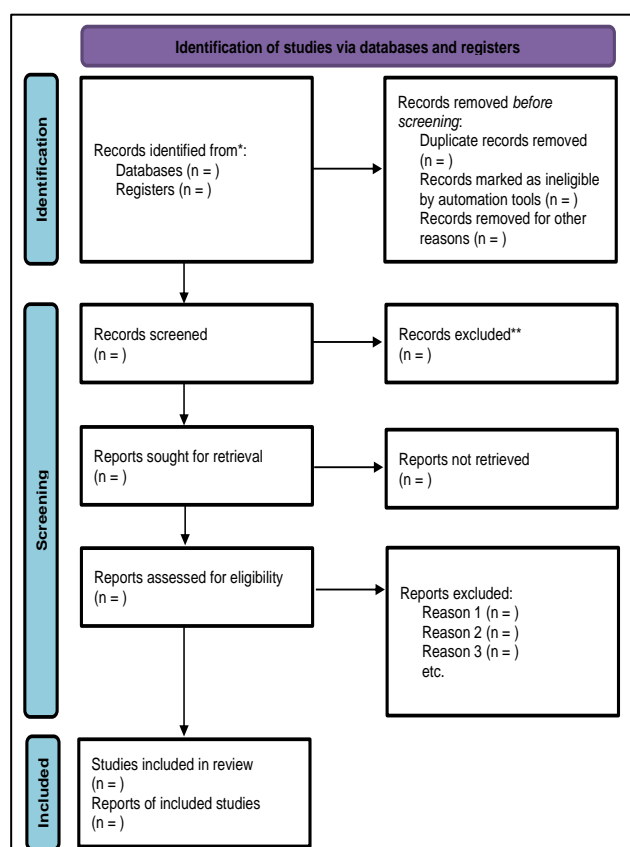 Identification of studies via databases and registers
Identification
Records identified from*:
Databases (n = )
Registers (n = )
Records removed before
screening:
Duplicate records removed
(n = )
Records marked as ineligible
by automation tools (n = )
Records removed for other
reasons (n = )
Screening
Records screened
(n = )
Records excluded**
(n = )
Reports sought for retrieval
(n = )
Reports not retrieved
(n = )
Reports assessed for eligibility
(n = )
Reports excluded:
Reason 1 (n = )
Reason 2 (n = )
Reason 3 (n = )
etc.
Included
Studies included in review
(n = )
Reports of included studies
(n = )